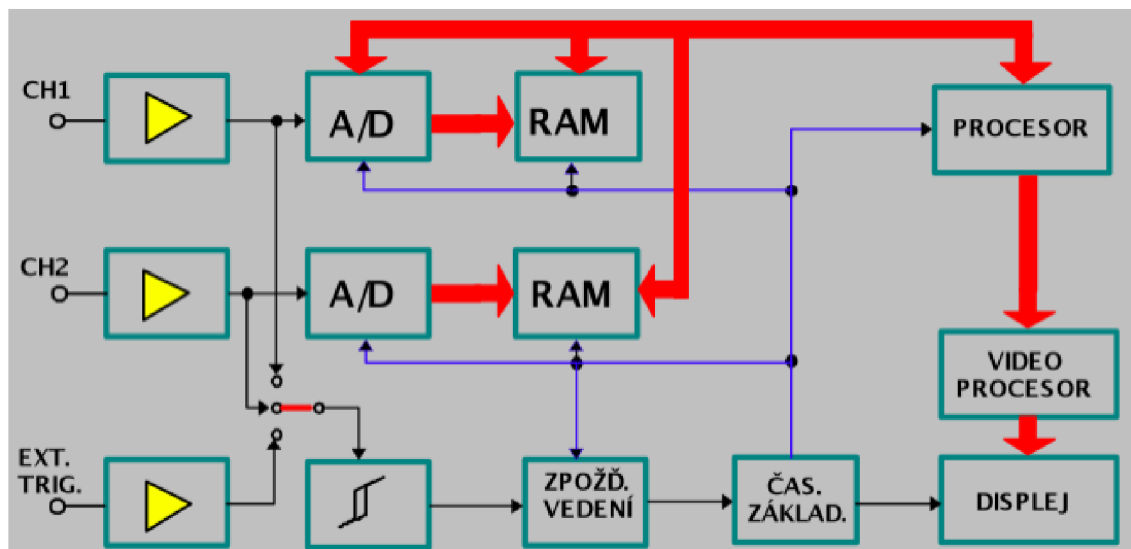 CH1
A/D
RAM
PROCESOR
CH2
A/D
RAM
VIDEO
PROCESOR
EXT.
TRIG.
ZPOŽĎ.
VEDENÍ
ČAS.
ZÁKLAD.
DISPLEJ